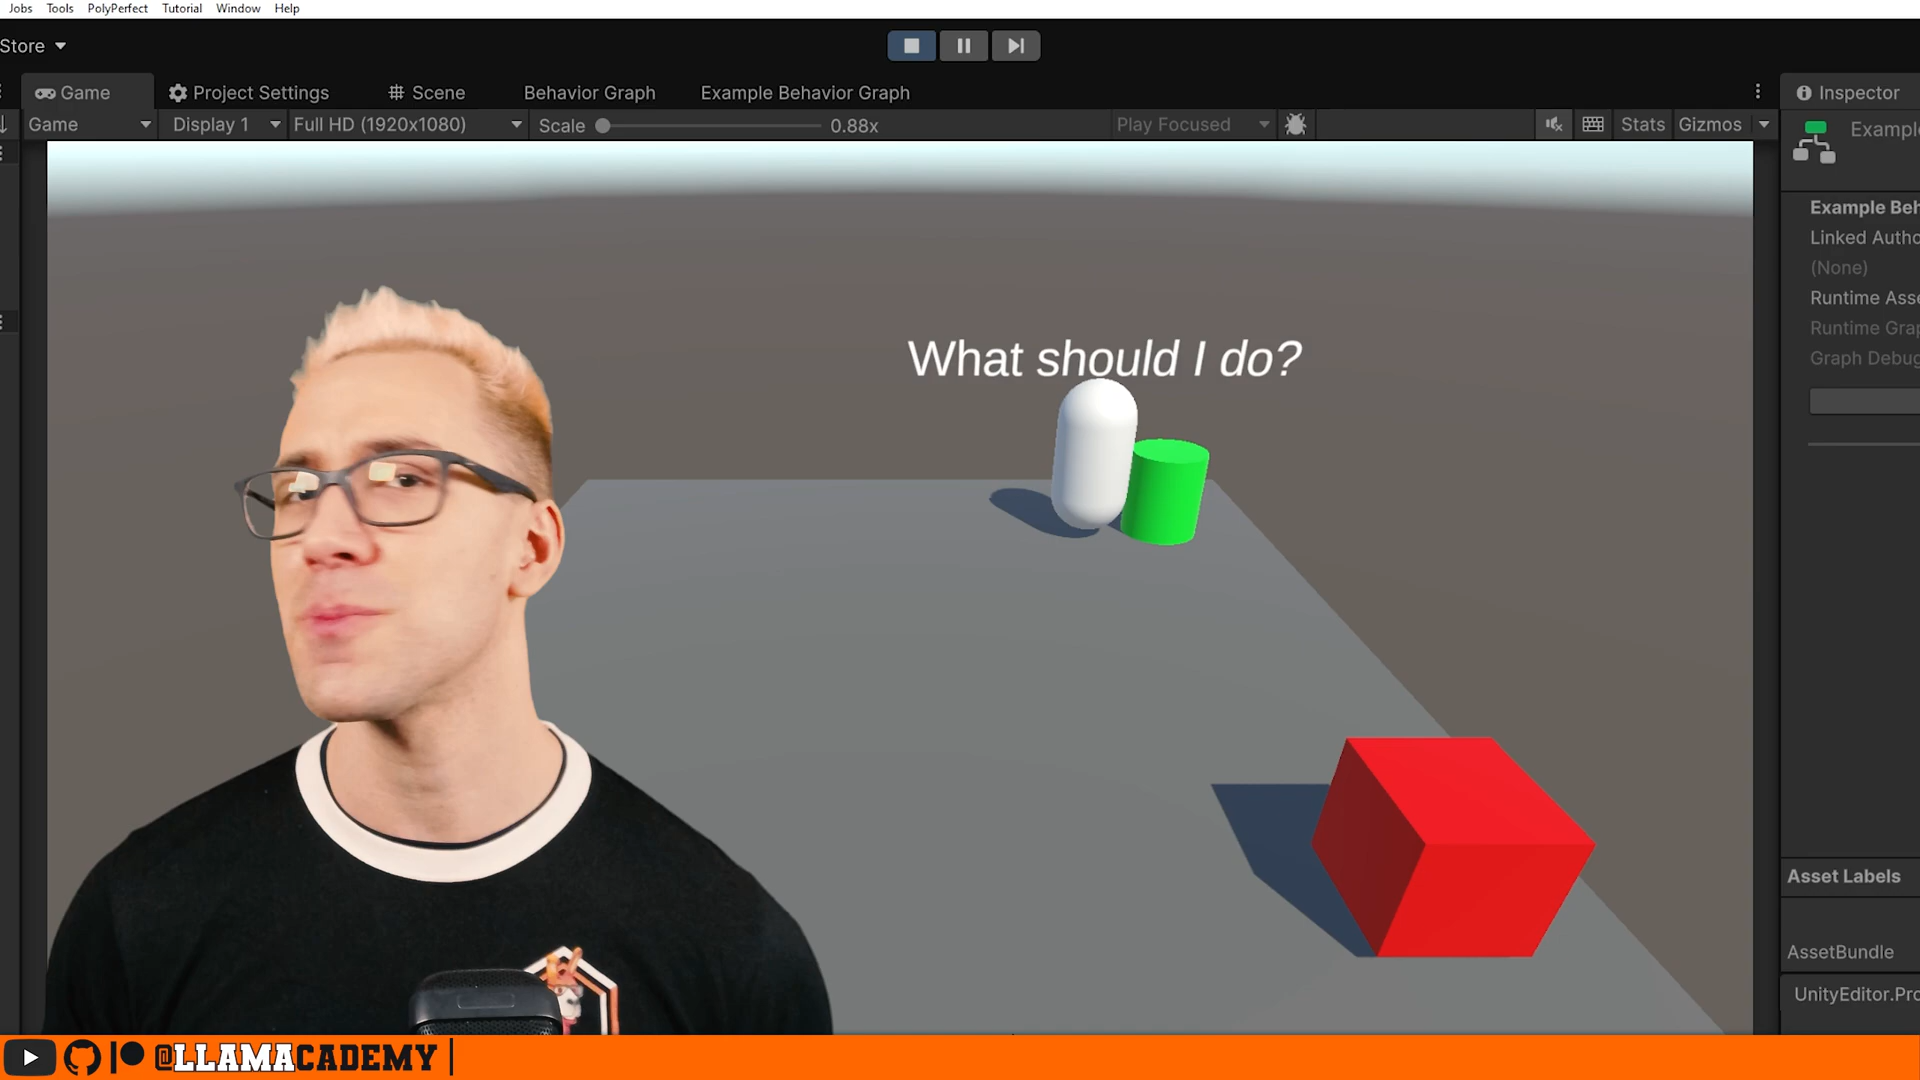 Jobs Tools PolyPerfect Tutorial Window Help
Store
Game Project Settings Scene Behavior Graph Example Behavior Graph Inspector
Game Display 1 Full HD (1920x1080) Scale 0.88x Play Focused Stats Gizmos
Example
Example Beh
Linked Autho
(None)
Runtime Asse
Runtime Grap
Graph Debug
What should I do?
Asset Labels
AssetBundle
UnityEditor.Pro
@LLAMACADEMY